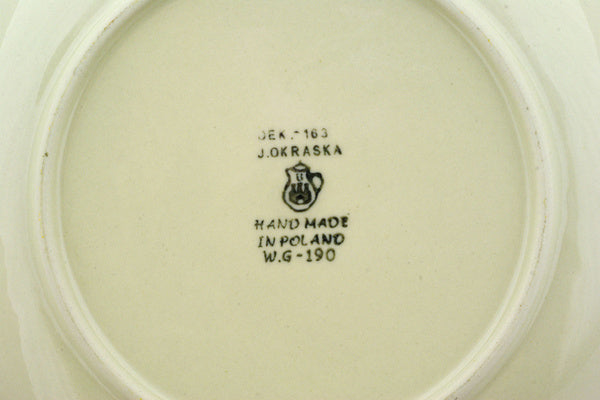 DEK.-163
J.OKRASKA
B
HAND MADE
IN POLAND
W.G-190